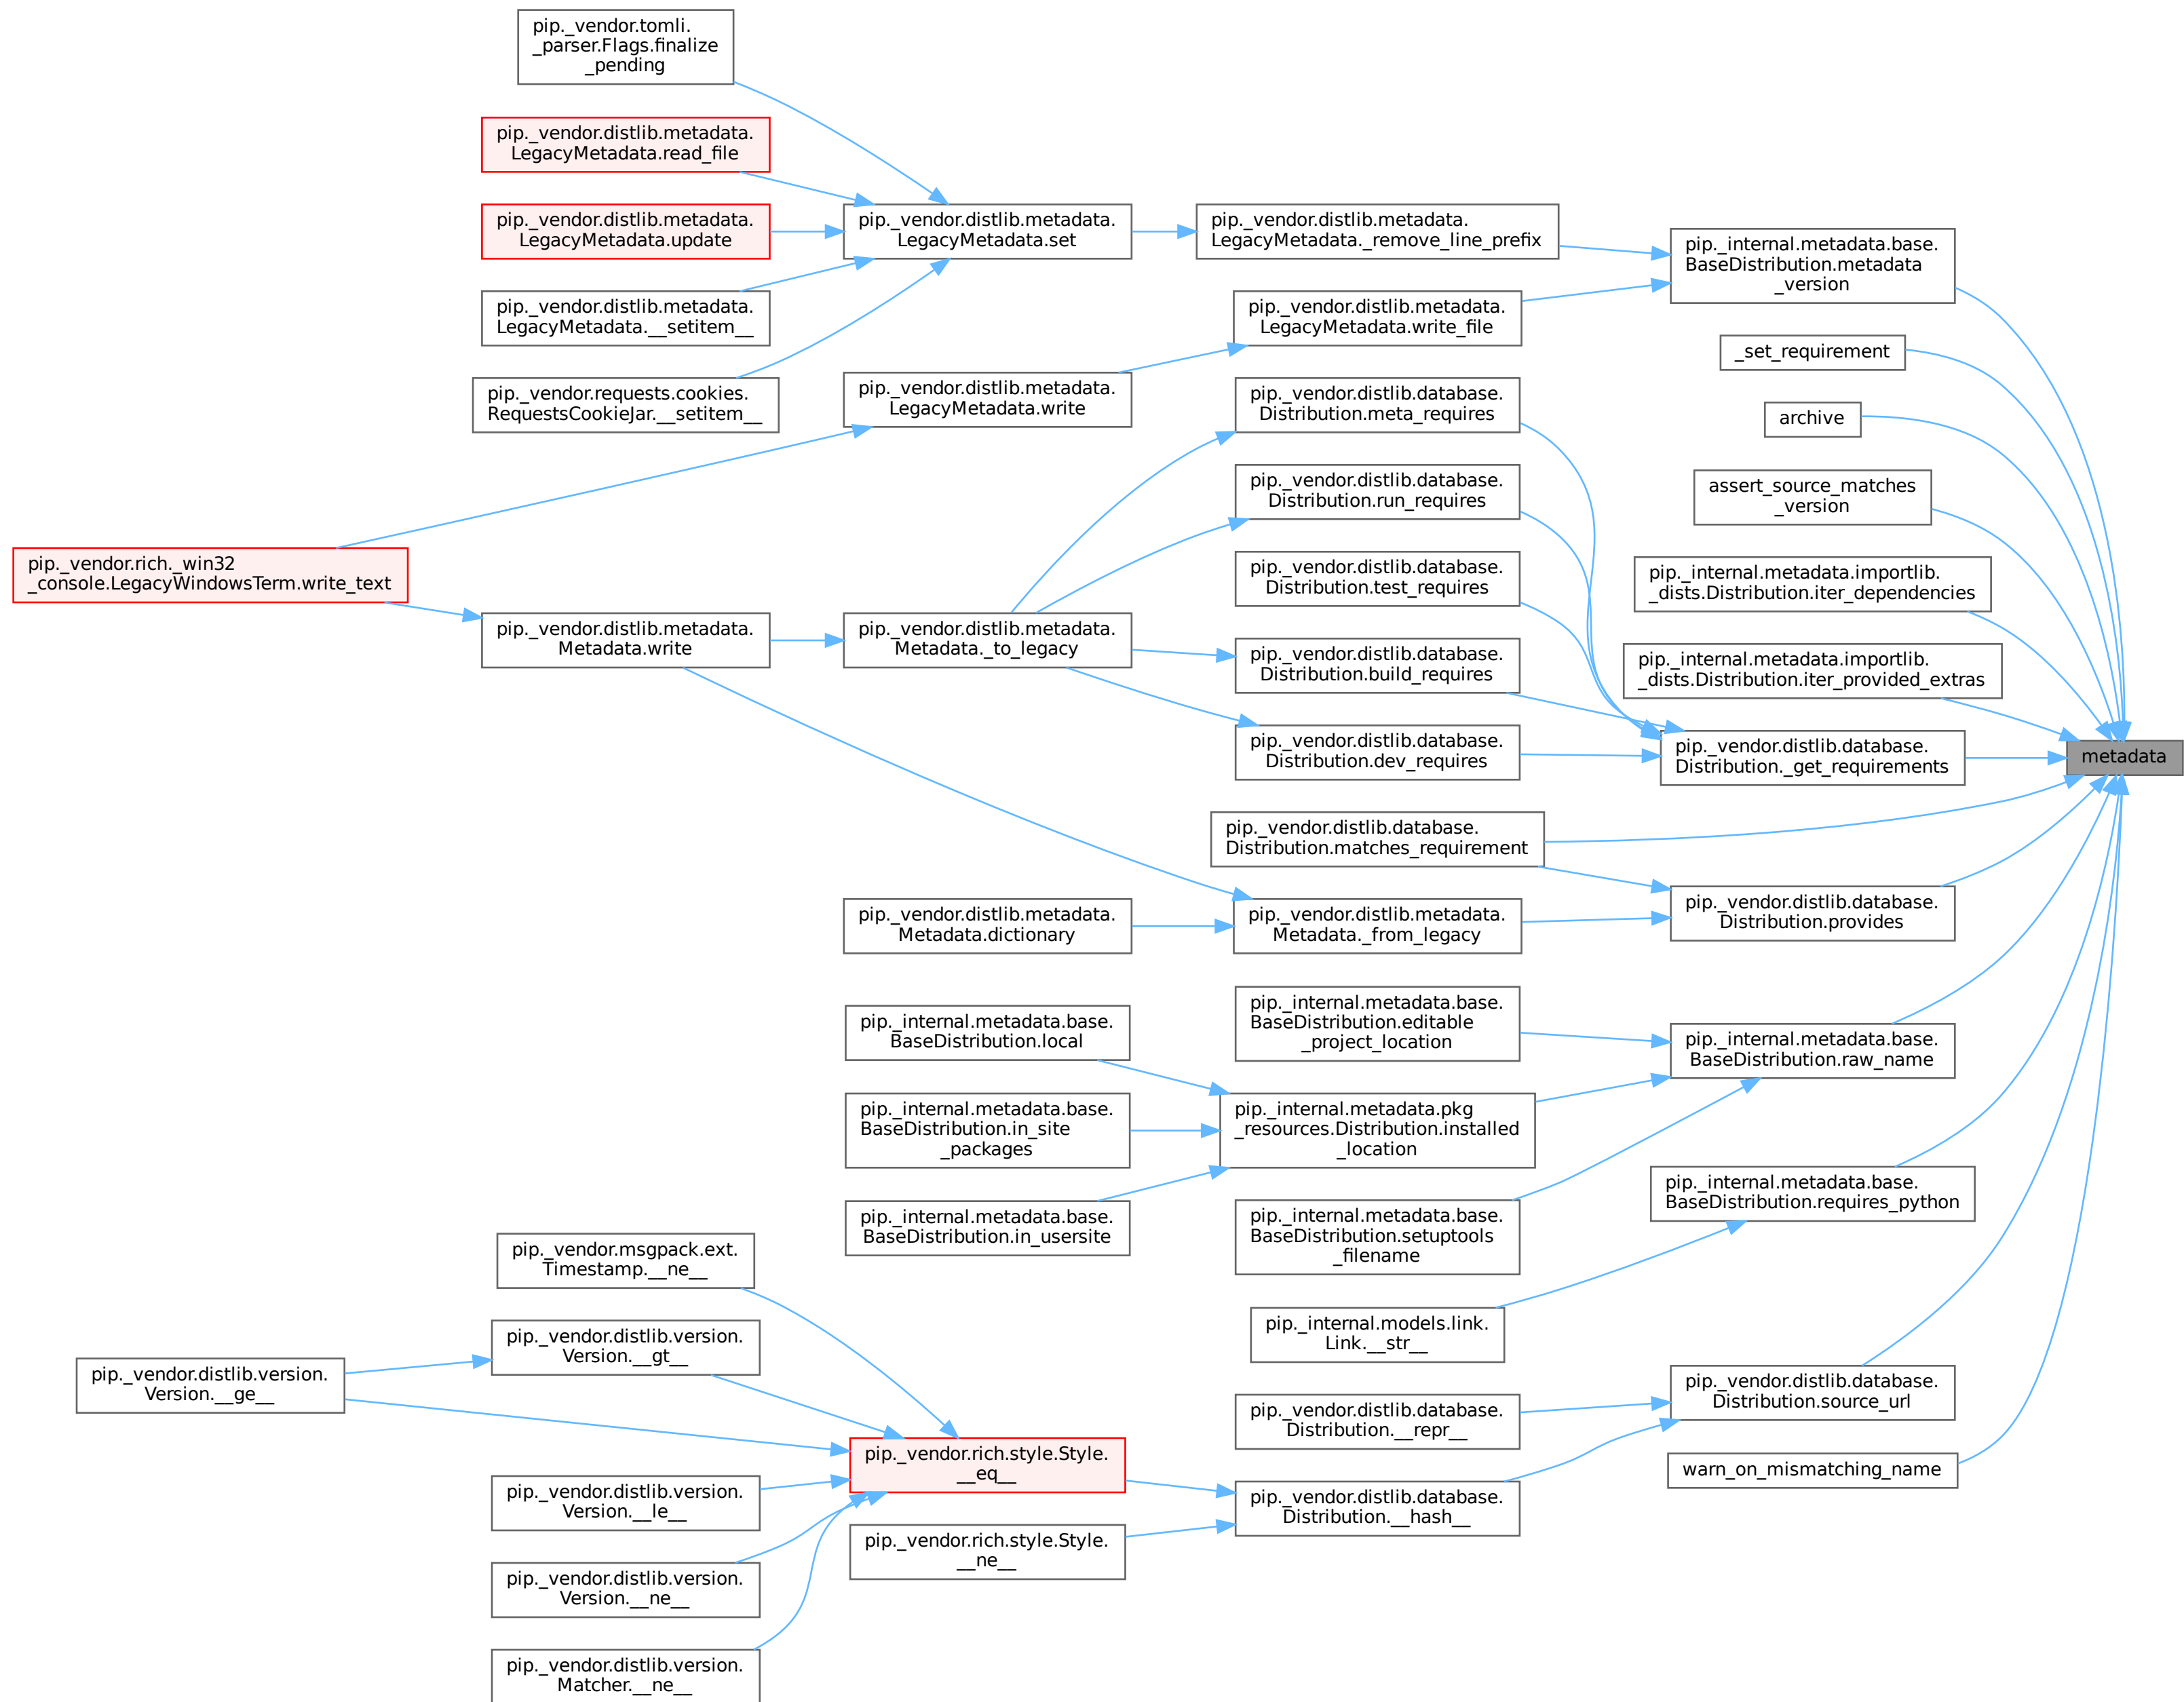 pip._vendor.tomli.
_parser.Flags.finalize
_pending
pip._vendor.distlib.metadata.
LegacyMetadata.read_file
pip._vendor.distlib.metadata.
LegacyMetadata.update
pip._vendor.distlib.metadata.
LegacyMetadata.__setitem__
pip._vendor.requests.cookies.
RequestsCookieJar.__setitem__
pip._vendor.distlib.metadata.
LegacyMetadata.set
pip._vendor.distlib.metadata.
LegacyMetadata._remove_line_prefix
pip._internal.metadata.base.
BaseDistribution.metadata
_version
pip._vendor.distlib.metadata.
LegacyMetadata.write_file
pip._vendor.distlib.metadata.
LegacyMetadata.write
_set_requirement
archive
assert_source_matches
_version
pip._vendor.distlib.database.
Distribution.meta_requires
pip._vendor.distlib.database.
Distribution.run_requires
pip._vendor.distlib.database.
Distribution.test_requires
pip._vendor.distlib.database.
Distribution.build_requires
pip._vendor.distlib.database.
Distribution.dev_requires
pip._vendor.rich._win32
_console.LegacyWindowsTerm.write_text
pip._vendor.distlib.metadata.
Metadata.write
pip._vendor.distlib.metadata.
Metadata._to_legacy
pip._internal.metadata.importlib.
_dists.Distribution.iter_dependencies
pip._internal.metadata.importlib.
_dists.Distribution.iter_provided_extras
pip._vendor.distlib.database.
Distribution._get_requirements
metadata
pip._vendor.distlib.database.
Distribution.matches_requirement
pip._vendor.distlib.database.
Distribution.provides
pip._vendor.distlib.metadata.
Metadata.dictionary
pip._vendor.distlib.metadata.
Metadata._from_legacy
pip._internal.metadata.base.
BaseDistribution.editable
_project_location
pip._internal.metadata.base.
BaseDistribution.local
pip._internal.metadata.base.
BaseDistribution.in_site
_packages
pip._internal.metadata.base.
BaseDistribution.in_usersite
pip._internal.metadata.pkg
_resources.Distribution.installed
_location
pip._internal.metadata.base.
BaseDistribution.raw_name
pip._internal.metadata.base.
BaseDistribution.setuptools
_filename
pip._internal.metadata.base.
BaseDistribution.requires_python
pip._internal.models.link.
Link.__str__
pip._vendor.msgpack.ext.
Timestamp.__ne__
pip._vendor.distlib.version.
Version.__gt__
pip._vendor.distlib.version.
Version.__ge__
pip._vendor.rich.style.Style.
__eq__
pip._vendor.distlib.version.
Version.__le__
pip._vendor.distlib.version.
Version.__ne__
pip._vendor.distlib.version.
Matcher.__ne__
pip._vendor.rich.style.Style.
__ne__
pip._vendor.distlib.database.
Distribution.__repr__
pip._vendor.distlib.database.
Distribution.__hash__
pip._vendor.distlib.database.
Distribution.source_url
warn_on_mismatching_name